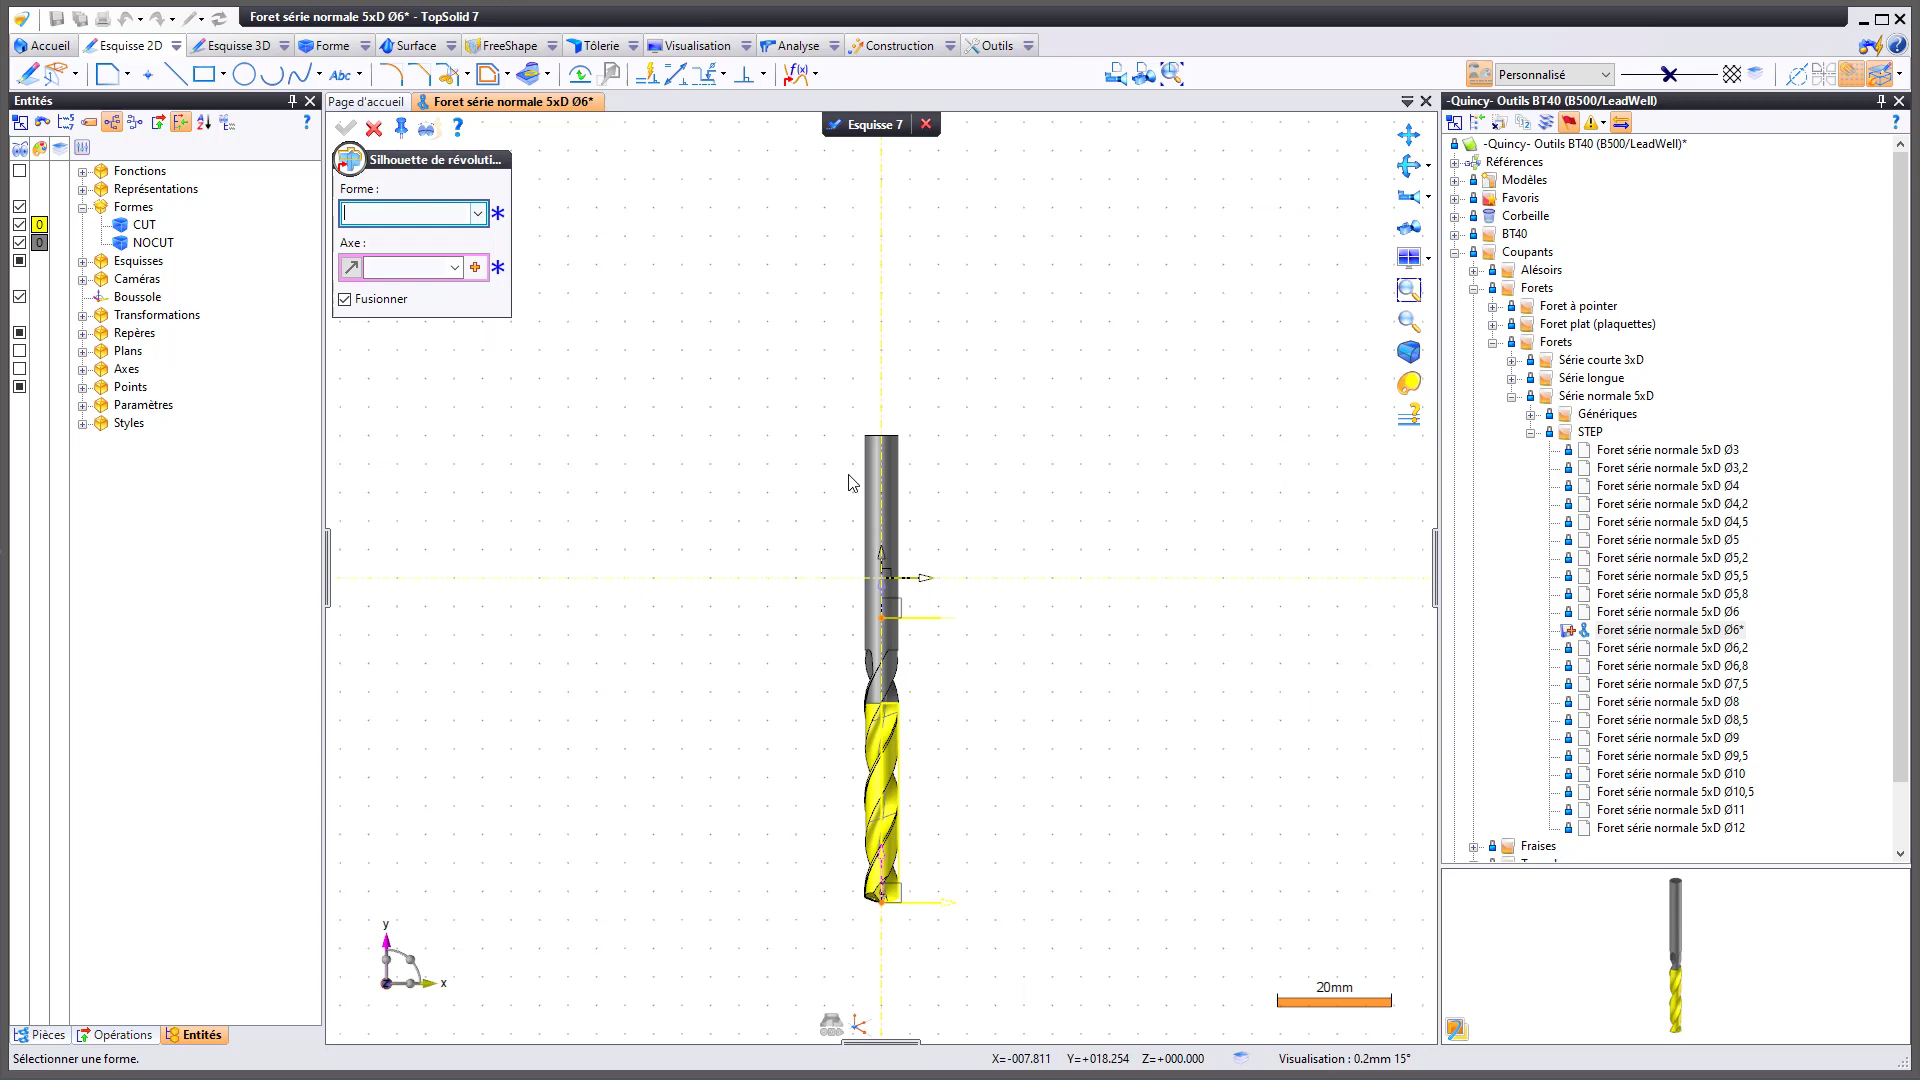 Foret série normale 5xD Ø6* - TopSolid 7
Accueil
Esquisse 2D
Esquisse 3D
Forme
Surface
FreeShape
Tôlerie
Visualisation
Analyse
Construction
Outils
Abc
Personnalisé
Entités
Page d'accueil
Foret série normale 5xD Ø6*
-Quincy- Outils BT40 (B500/LeadWell)
Esquisse 7
Silhouette de révoluti...
Forme :
Axe :
Fusionner
Fonctions
Représentations
Formes
0 CUT
0 NOCUT
Esquisses
Caméras
Boussole
Transformations
Repères
Plans
Axes
Points
Paramètres
Styles
-Quincy- Outils BT40 (B500/LeadWell)*
Références
Modèles
Favoris
Corbeille
BT40
Coupants
Alésoirs
Forets
Foret à pointer
Foret plat (plaquettes)
Forets
Série courte 3xD
Série longue
Série normale 5xD
Génériques
STEP
Foret série normale 5xD Ø3
Foret série normale 5xD Ø3,2
Foret série normale 5xD Ø4
Foret série normale 5xD Ø4,2
Foret série normale 5xD Ø4,5
Foret série normale 5xD Ø5
Foret série normale 5xD Ø5,2
Foret série normale 5xD Ø5,5
Foret série normale 5xD Ø5,8
Foret série normale 5xD Ø6
Foret série normale 5xD Ø6*
Foret série normale 5xD Ø6,2
Foret série normale 5xD Ø6,8
Foret série normale 5xD Ø7,5
Foret série normale 5xD Ø8
Foret série normale 5xD Ø8,5
Foret série normale 5xD Ø9
Foret série normale 5xD Ø9,5
Foret série normale 5xD Ø10
Foret série normale 5xD Ø10,5
Foret série normale 5xD Ø11
Foret série normale 5xD Ø12
Fraises
y
x
20mm
Pièces
Opérations
Entités
Sélectionner une forme.
X=-007.811 Y=+018.254 Z=+000.000
Visualisation : 0.2mm 15°